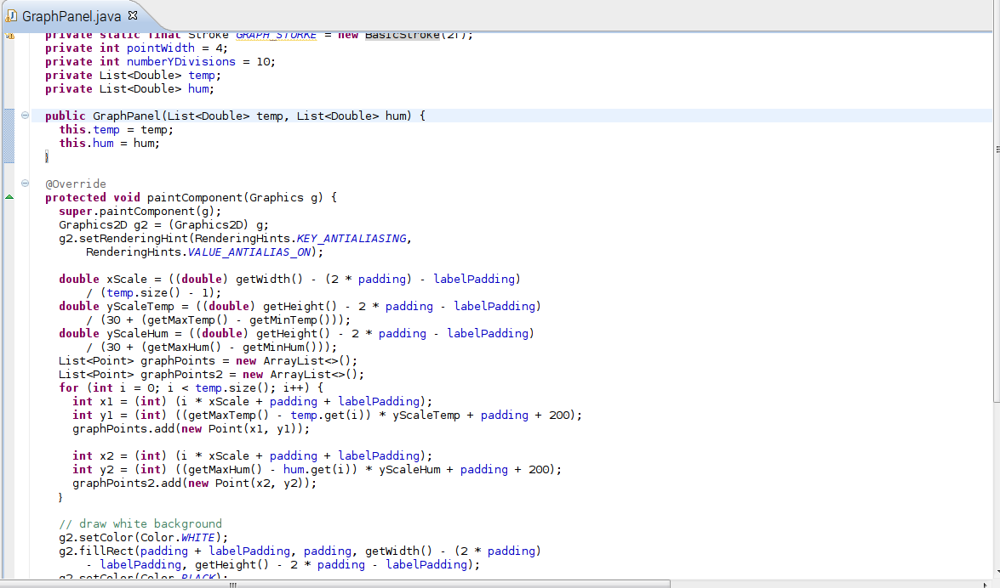 GraphPanel.java
private static final Stroke GRAPH_STORKE = new BasicStroke(2f);
private int pointWidth = 4;
private int numberYDivisions = 10;
private List<Double> temp;
private List<Double> hum;
public GraphPanel(List<Double> temp, List<Double> hum) {
this.temp = temp;
this.hum = hum;
}
@Override
protected void paintComponent(Graphics g) {
super.paintComponent(g);
Graphics2D g2 = (Graphics2D) g;
g2.setRenderingHint(RenderingHints.KEY_ANTIALIASING,
RenderingHints.VALUE_ANTIALIAS_ON);
double xScale = ((double) getWidth() - (2 * padding) - labelPadding)
/ (temp.size() - 1);
double yScaleTemp = ((double) getHeight() - 2 * padding - labelPadding)
/ (30 + (getMaxTemp() - getMinTemp()));
double yScaleHum = ((double) getHeight() - 2 * padding - labelPadding)
/ (30 + (getMaxHum() - getMinHum()));
List<Point> graphPoints = new ArrayList<>();
List<Point> graphPoints2 = new ArrayList<>();
for (int i = 0; i < temp.size(); i++) {
int x1 = (int) (i * xScale + padding + labelPadding);
int y1 = (int) ((getMaxTemp() - temp.get(i)) * yScaleTemp + padding + 200);
graphPoints.add(new Point(x1, y1));
int x2 = (int) (i * xScale + padding + labelPadding);
int y2 = (int) ((getMaxHum() - hum.get(i)) * yScaleHum + padding + 200);
graphPoints2.add(new Point(x2, y2));
}
// draw white background
g2.setColor(Color.WHITE);
g2.fillRect(padding + labelPadding, padding, getWidth() - (2 * padding)
- labelPadding, getHeight() - 2 * padding - labelPadding);
g2.setColor(Color.BLACK);